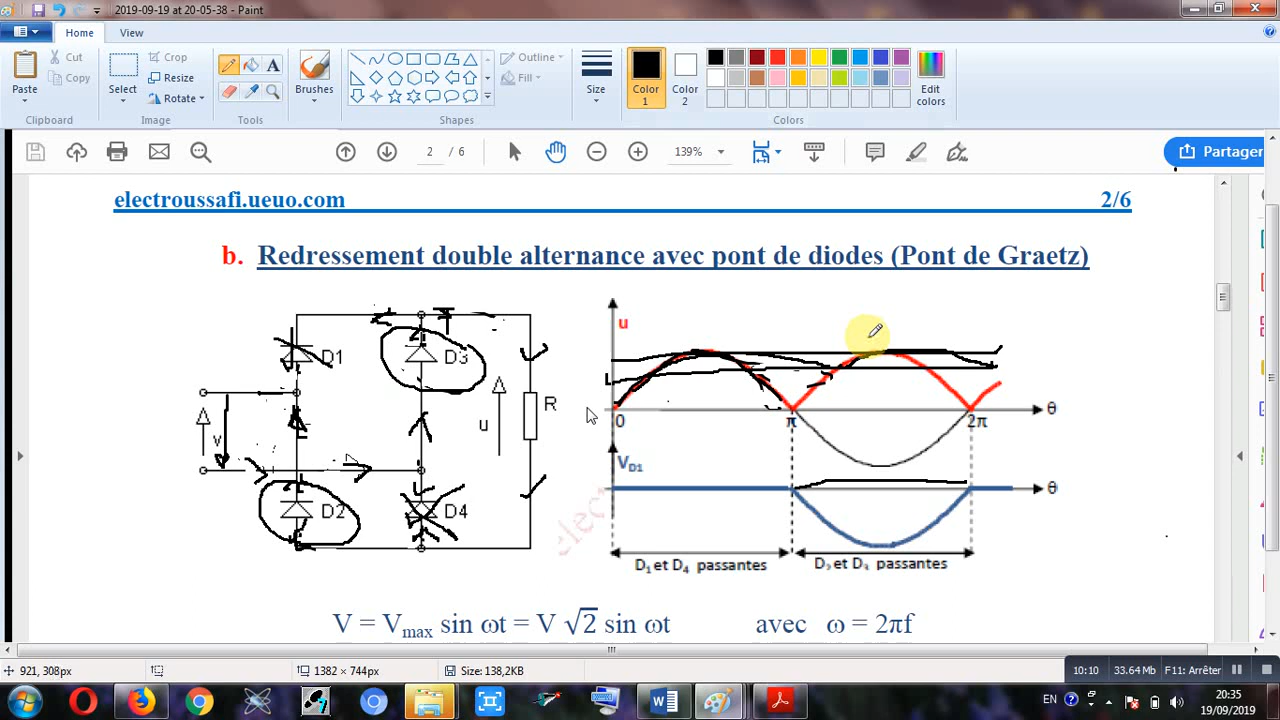 2019-09-19 at 20-05-38 - Paint
Home View
Paste
Cut
Copy
Clipboard
Select
Crop
Resize
Rotate
Image
Tools
Brushes
Outline
Fill
Shapes
Size
Color 1
Color 2
Edit colors
Colors
2 / 6
139%
Partager
electroussafi.ueuo.com 2/6
b. Redressement double alternance avec pont de diodes (Pont de Graetz)
D1
D3
R
u
v
D2
D4
u
0 π 2π θ
VD1
θ
D1 et D4 passantes
D2 et D3 passantes
V = Vmax sin ωt = V √2 sin ωt avec ω = 2πf
921, 308px
1382 × 744px
Size: 138,2KB
10:10 33.64 Mb F11: Arrêter
EN
20:35
19/09/2019